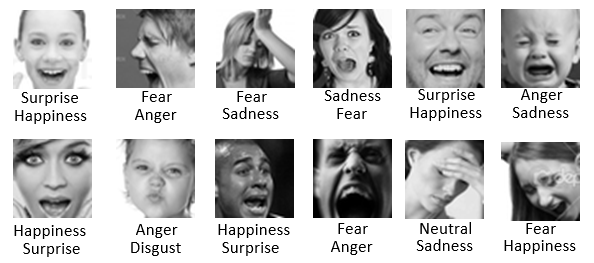 Surprise
Happiness
Fear
Anger
Fear
Sadness
Sadness
Fear
Surprise
Happiness
Anger
Sadness
Happiness
Surprise
Anger
Disgust
Happiness
Surprise
Fear
Anger
Neutral
Sadness
Fear
Happiness